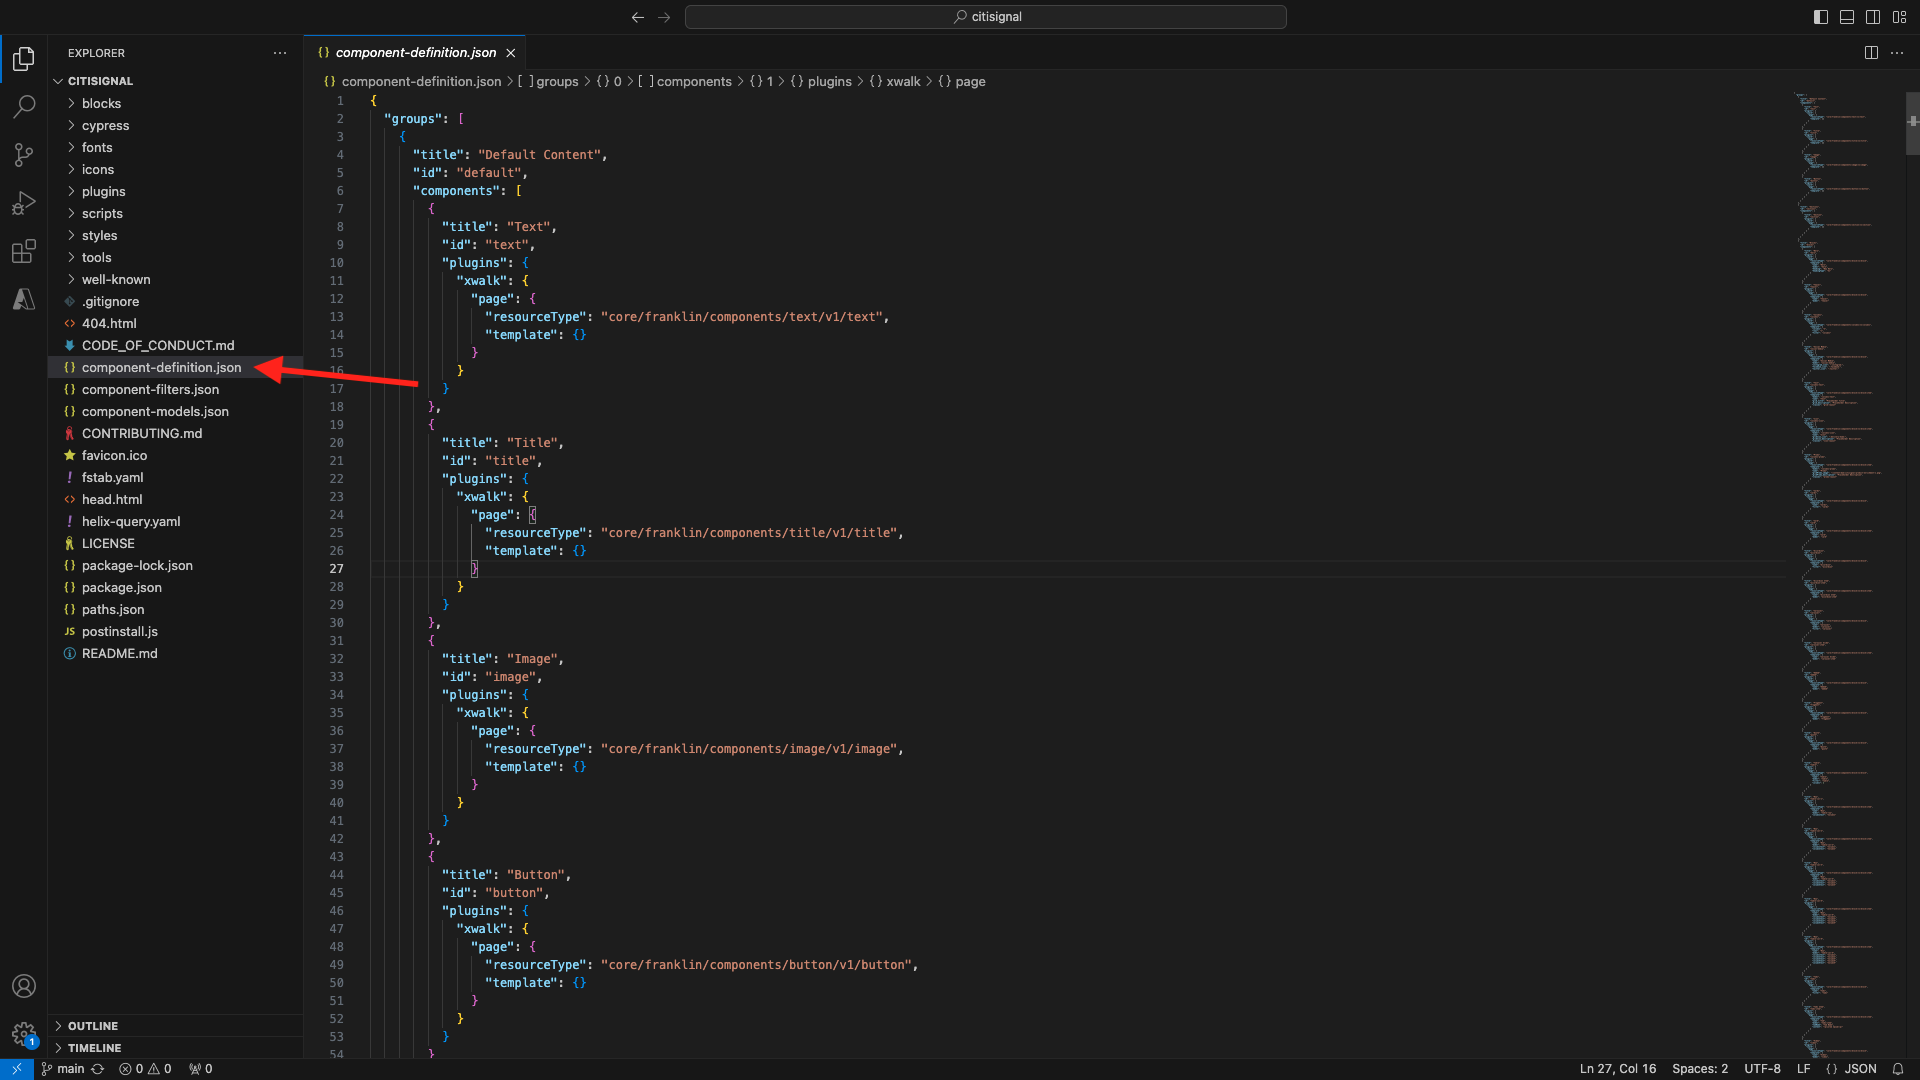 citisignal
EXPLORER
CITISIGNAL
blocks
cypress
fonts
icons
plugins
scripts
styles
tools
well-known
.gitignore
<> 404.html
CODE_OF_CONDUCT.md
{} component-definition.json
{} component-filters.json
{} component-models.json
CONTRIBUTING.md
favicon.ico
! fstab.yaml
<> head.html
! helix-query.yaml
LICENSE
{} package-lock.json
{} package.json
{} paths.json
JS postinstall.js
README.md
OUTLINE
TIMELINE
{} component-definition.json
{} component-definition.json > [ ] groups > {} 0 > [ ] components > {} 1 > {} plugins > {} xwalk > {} page
1 {
2 "groups": [
3 {
4 "title": "Default Content",
5 "id": "default",
6 "components": [
7 {
8 "title": "Text",
9 "id": "text",
10 "plugins": {
11 "xwalk": {
12 "page": {
13 "resourceType": "core/franklin/components/text/v1/text",
14 "template": {}
15 }
16 }
17 }
18 },
19 {
20 "title": "Title",
21 "id": "title",
22 "plugins": {
23 "xwalk": {
24 "page": {
25 "resourceType": "core/franklin/components/title/v1/title",
26 "template": {}
27 }
28 }
29 }
30 },
31 {
32 "title": "Image",
33 "id": "image",
34 "plugins": {
35 "xwalk": {
36 "page": {
37 "resourceType": "core/franklin/components/image/v1/image",
38 "template": {}
39 }
40 }
41 }
42 },
43 {
44 "title": "Button",
45 "id": "button",
46 "plugins": {
47 "xwalk": {
48 "page": {
49 "resourceType": "core/franklin/components/button/v1/button",
50 "template": {}
51 }
52 }
53 }
54 }
1
main 0 0 0 Ln 27, Col 16 Spaces: 2 UTF-8 LF {} JSON